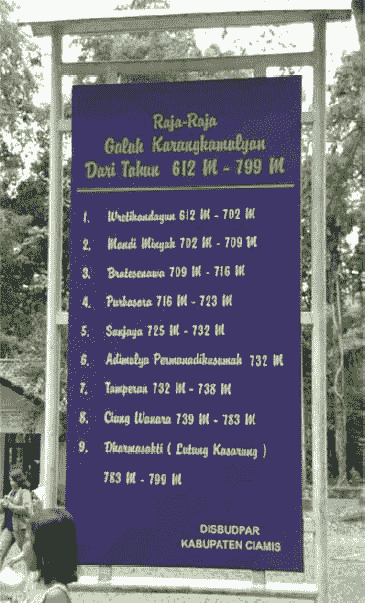 Raja-Raja
Galuh Karangkamulyan
Dari Tahun 612 M - 799 M
1. Wretikandayun 612 M - 702 M
2. Mandi Minyak 702 M - 709 M
3. Bratesenawa 709 M - 716 M
4. Purbasora 716 M - 723 M
5. Sanjaya 725 M - 732 M
6. Adimulya Permanadikusumah 732 M
7. Tamperan 732 M - 738 M
8. Ciung Wanara 739 M - 783 M
9. Dharmasakti ( Lutung Kasarung )
783 M - 799 M
DISBUDPAR
KABUPATEN CIAMIS